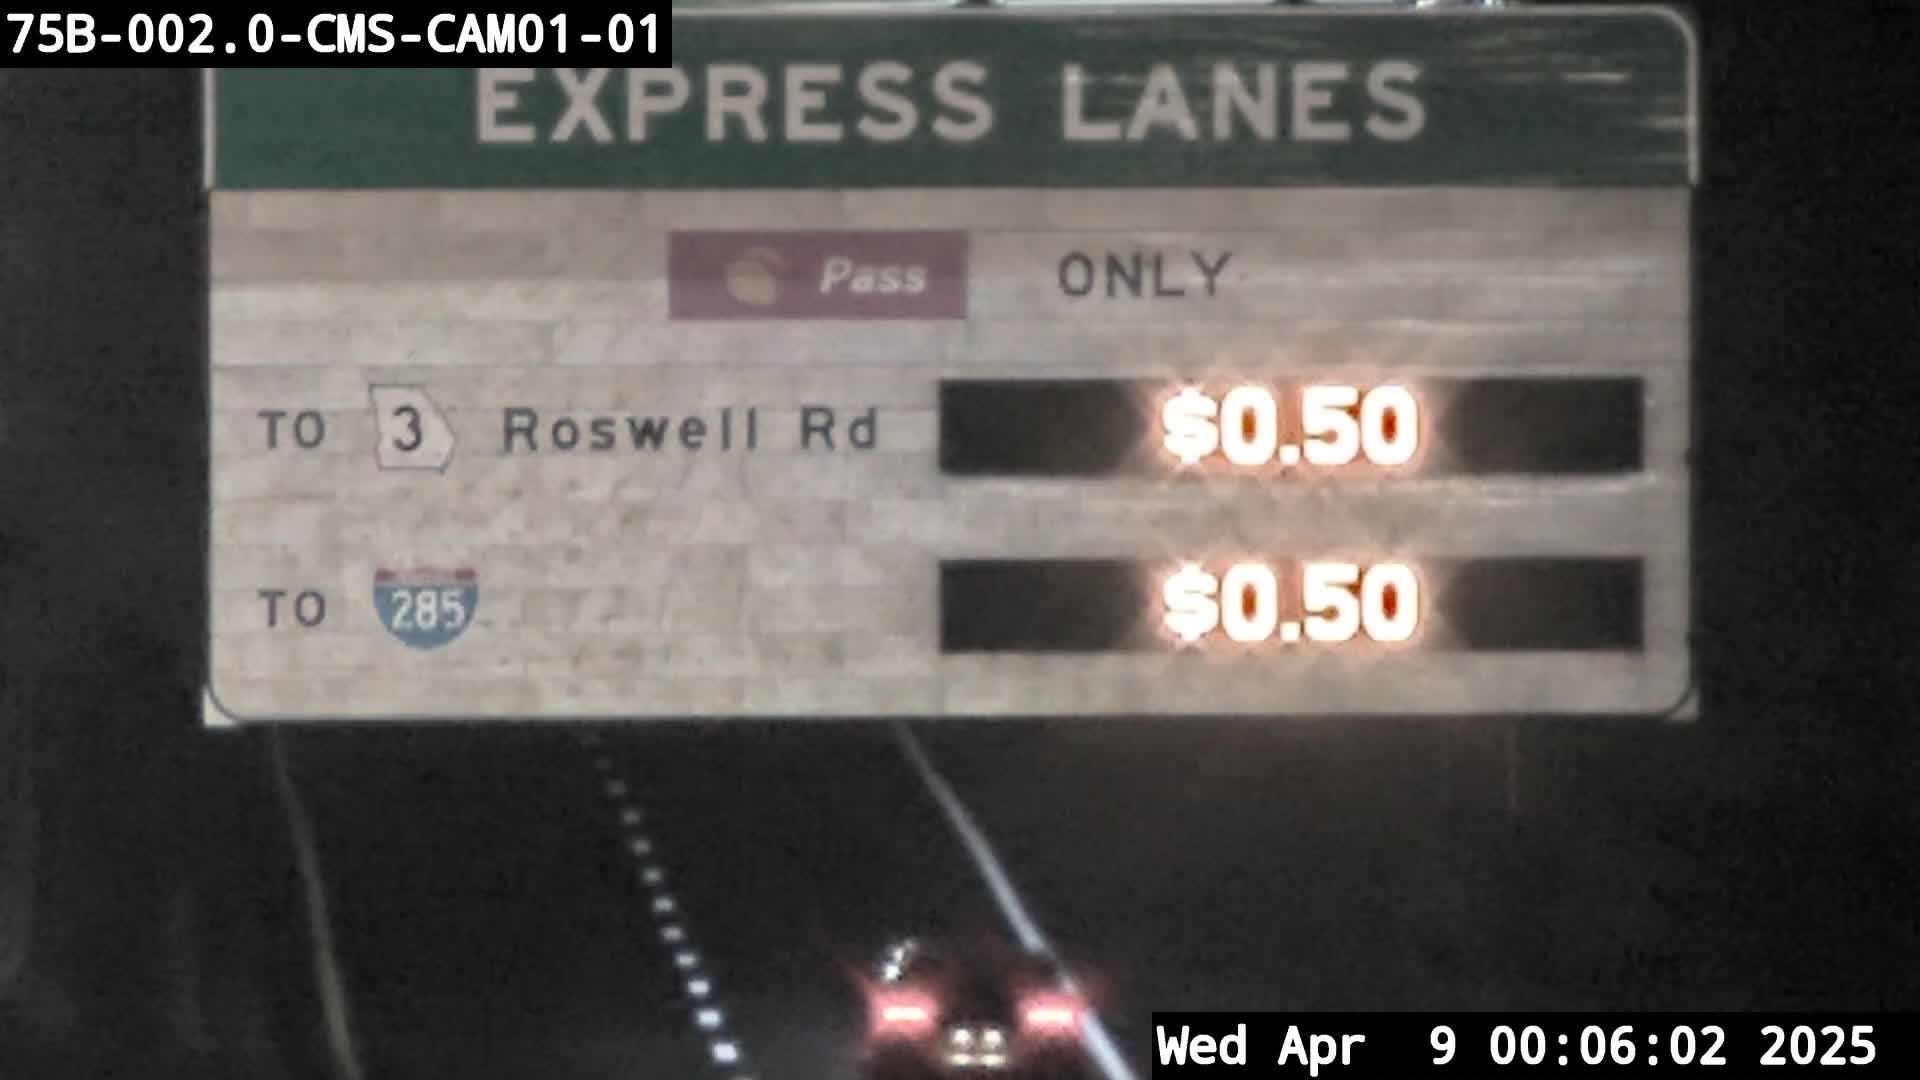 75B-002.0-CMS-CAM01-01
EXPRESS LANES
Pass ONLY
TO 3 Roswell Rd $0.50
TO 285 $0.50
Wed Apr 9 00:06:02 2025